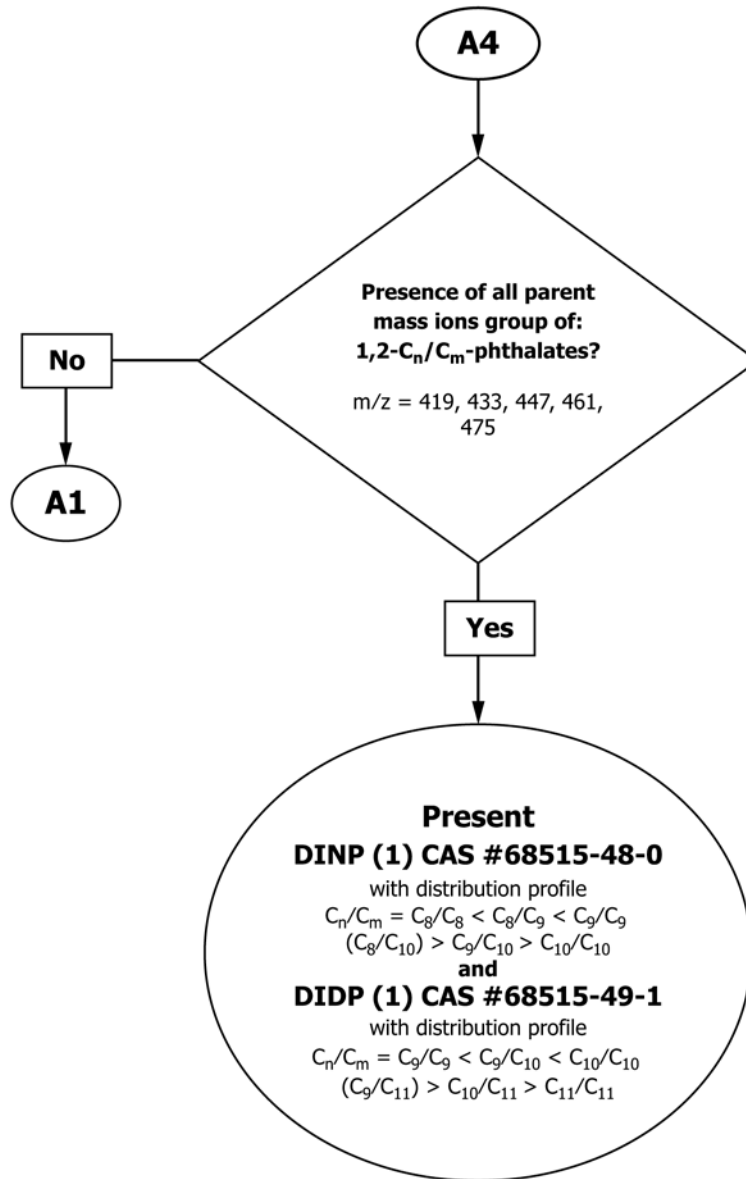 A4
Presence of all parent
mass ions group of:
1,2-Cₙ/Cₘ-phthalates?
m/z = 419, 433, 447, 461,
475
No
A1
Yes
Present
DINP (1) CAS #68515-48-0
with distribution profile
Cₙ/Cₘ = C₈/C₈ < C₈/C₉ < C₉/C₉
(C₈/C₁₀) > C₉/C₁₀ > C₁₀/C₁₀
and
DIDP (1) CAS #68515-49-1
with distribution profile
Cₙ/Cₘ = C₉/C₉ < C₉/C₁₀ < C₁₀/C₁₀
(C₉/C₁₁) > C₁₀/C₁₁ > C₁₁/C₁₁